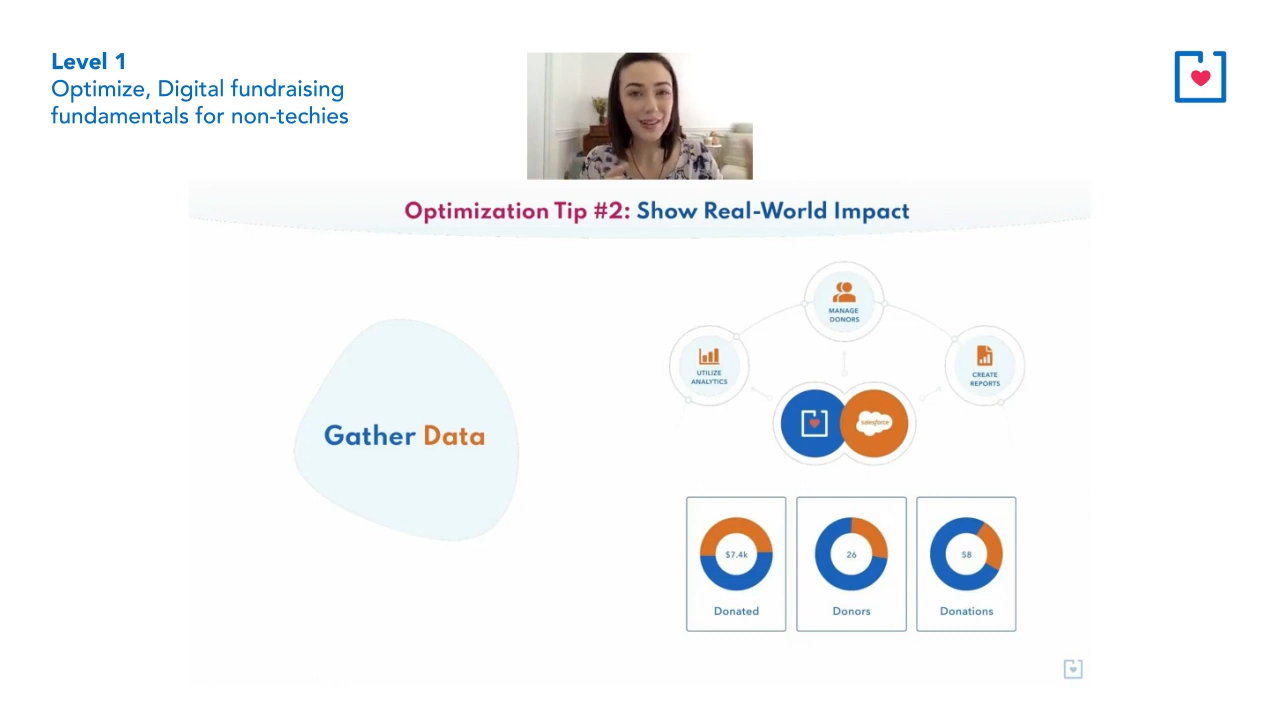 Level 1
Optimize, Digital fundraising
fundamentals for non-techies
Optimization Tip #2: Show Real-World Impact
MANAGE
DONORS
UTILIZE
ANALYTICS
CREATE
REPORTS
Gather Data
salesforce
$7.4k
26
58
Donated
Donors
Donations